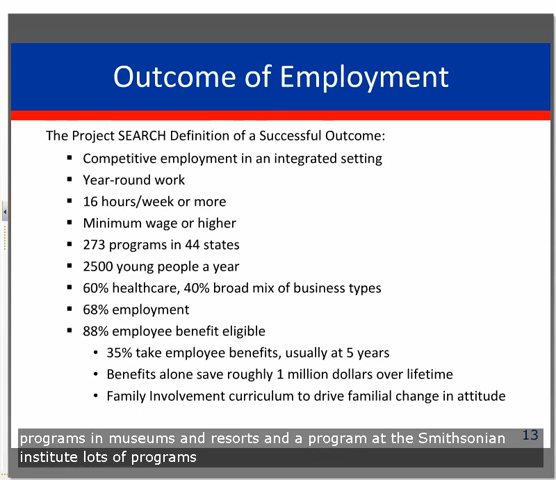 Outcome of Employment
The Project SEARCH Definition of a Successful Outcome:
▪ Competitive employment in an integrated setting
▪ Year-round work
▪ 16 hours/week or more
▪ Minimum wage or higher
▪ 273 programs in 44 states
▪ 2500 young people a year
▪ 60% healthcare, 40% broad mix of business types
▪ 68% employment
▪ 88% employee benefit eligible
• 35% take employee benefits, usually at 5 years
• Benefits alone save roughly 1 million dollars over lifetime
• Family Involvement curriculum to drive familial change in attitude
programs in museums and resorts and a program at the Smithsonian
institute lots of programs
13